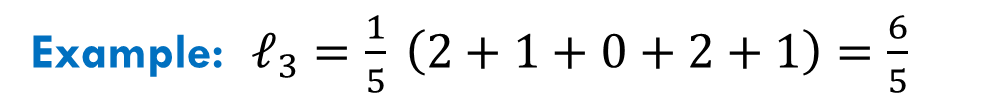 Example: ℓ₃ = 1/5 (2 + 1 + 0 + 2 + 1) = 6/5